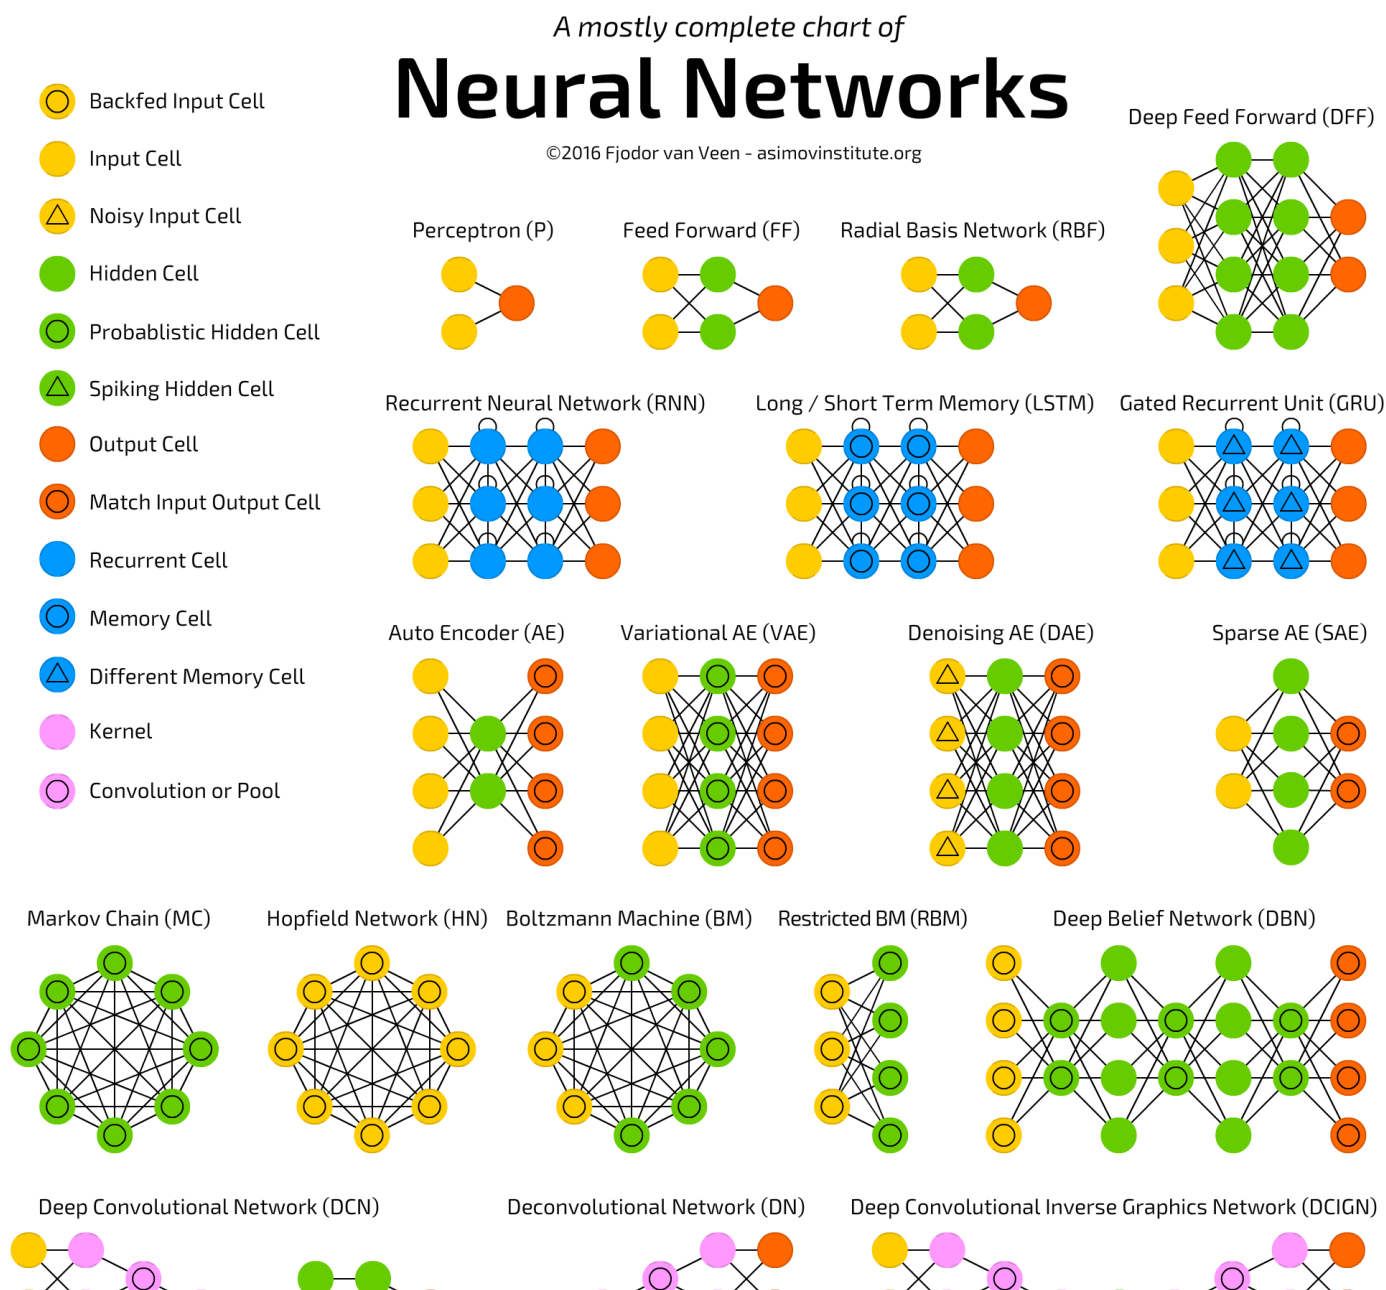 A mostly complete chart of
Neural Networks
©2016 Fjodor van Veen - asimovinstitute.org
Backfed Input Cell
Input Cell
Noisy Input Cell
Hidden Cell
Probablistic Hidden Cell
Spiking Hidden Cell
Output Cell
Match Input Output Cell
Recurrent Cell
Memory Cell
Different Memory Cell
Kernel
Convolution or Pool
Deep Feed Forward (DFF)
Perceptron (P)
Feed Forward (FF)
Radial Basis Network (RBF)
Recurrent Neural Network (RNN)
Long / Short Term Memory (LSTM)
Gated Recurrent Unit (GRU)
Auto Encoder (AE)
Variational AE (VAE)
Denoising AE (DAE)
Sparse AE (SAE)
Markov Chain (MC)
Hopfield Network (HN)
Boltzmann Machine (BM)
Restricted BM (RBM)
Deep Belief Network (DBN)
Deep Convolutional Network (DCN)
Deconvolutional Network (DN)
Deep Convolutional Inverse Graphics Network (DCIGN)